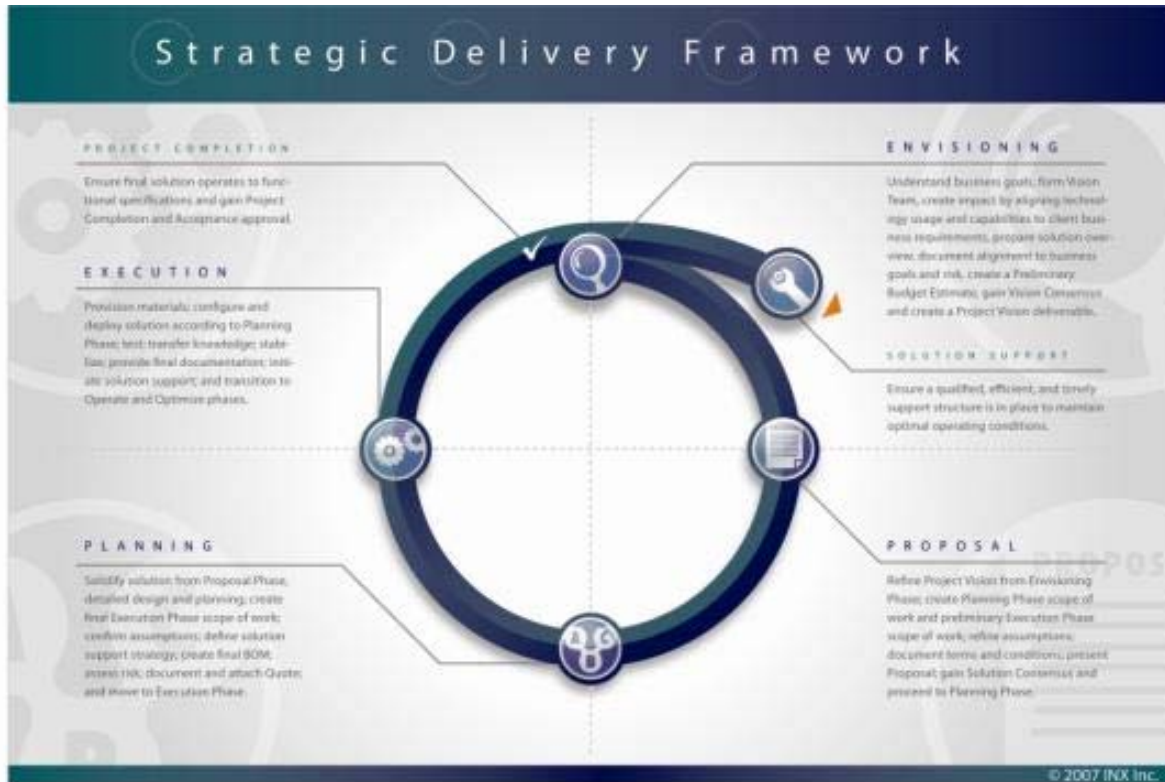 Strategic Delivery Framework
PROJECT COMPLETION
Ensure final solution operates to func-
tional specifications and gain Project
Completion and Acceptance approval.
EXECUTION
Provision materials; configure and
deploy solution according to Planning
Phase; test; transfer knowledge; stabi-
lize; provide final documentation; initi-
ate solution support; and transition to
Operate and Optimize phases.
PLANNING
Solidify solution from Proposal Phase,
detailed design and planning; create
final Execution Phase scope of work;
confirm assumptions; define solution
support strategy; create final BOM;
assess risk; document and attach Quote;
and move to Execution Phase.
ENVISIONING
Understand business goals, form Vision
Team, create impact by aligning technol-
ogy usage and capabilities to client busi-
ness requirements, prepare solution over-
view, document alignment to business
goals and risk, create a Preliminary
Budget Estimate, gain Vision Consensus
and create a Project Vision deliverable.
SOLUTION SUPPORT
Ensure a qualified, efficient, and timely
support structure is in place to maintain
optimal operating conditions.
PROPOSAL
Refine Project Vision from Envisioning
Phase; create Planning Phase scope of
work and preliminary Execution Phase
scope of work; refine assumptions;
document terms and conditions, present
Proposal; gain Solution Consensus and
proceed to Planning Phase.
PROPOS
A C
B
B
© 2007 INX Inc.